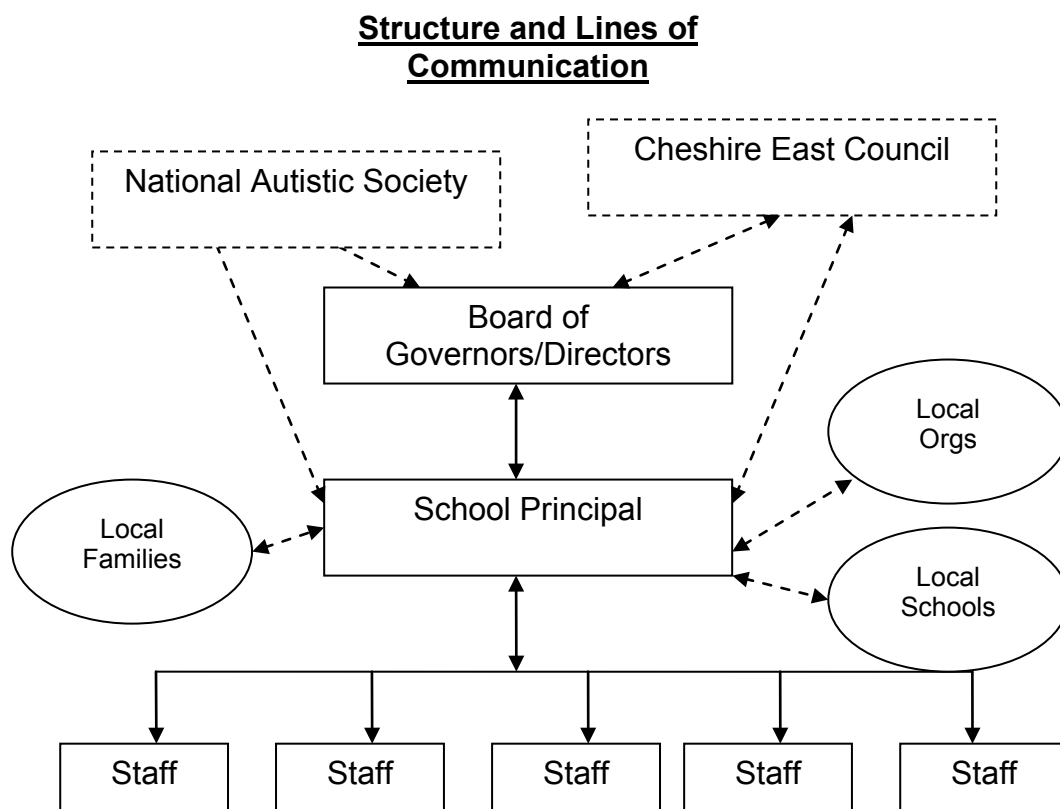 Structure and Lines of
Communication
Cheshire East Council
National Autistic Society
Board of
Governors/Directors
Local
Orgs
School Principal
Local
Families
Local
Schools
Staff
Staff
Staff
Staff
Staff